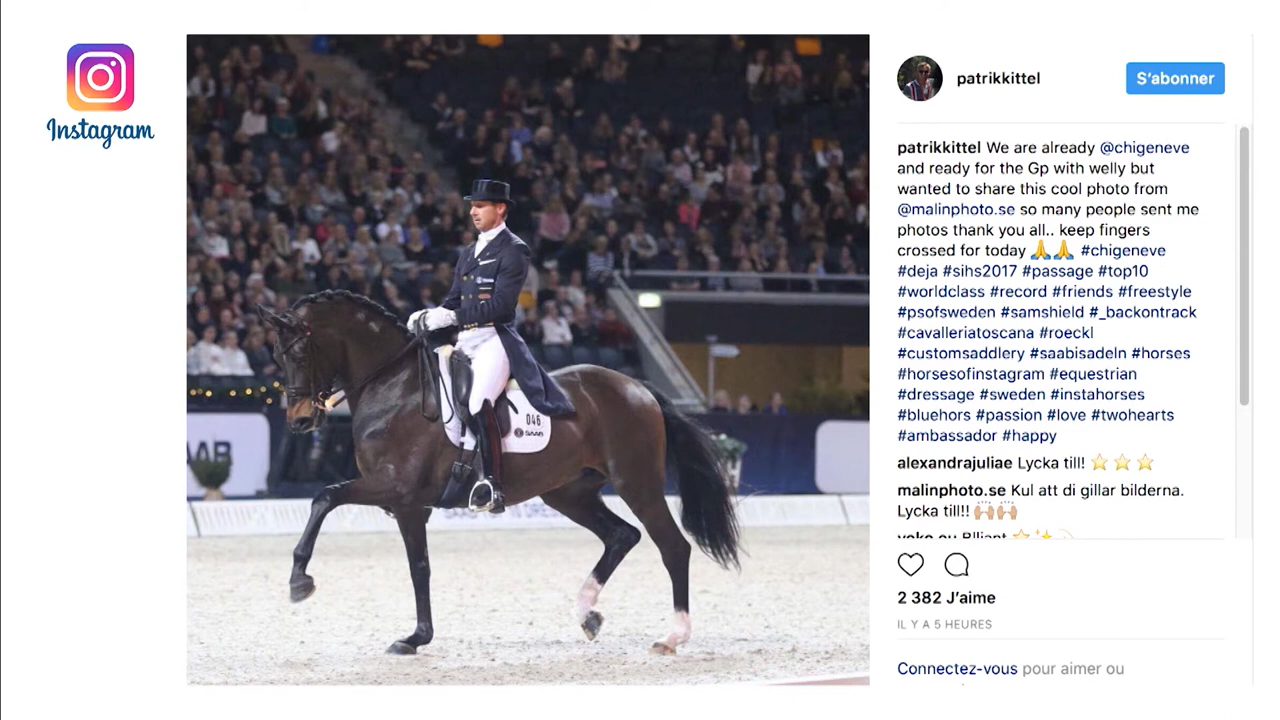 Instagram
AAB
046
SAAB
patrikkittel
S'abonner
patrikkittel We are already @chigeneve
and ready for the Gp with welly but
wanted to share this cool photo from
@malinphoto.se so many people sent me
photos thank you all.. keep fingers
crossed for today 🙏🙏 #chigeneve
#deja #sihs2017 #passage #top10
#worldclass #record #friends #freestyle
#psofsweden #samshield #_backontrack
#cavalleriatoscana #roeckl
#customsaddlery #saabisadeln #horses
#horsesofinstagram #equestrian
#dressage #sweden #instahorses
#bluehors #passion #love #twohearts
#ambassador #happy
alexandrajuliae Lycka till! ⭐⭐⭐
malinphoto.se Kul att di gillar bilderna.
Lycka till!! 🙌🏼🙌🏼
2 382 J'aime
IL Y A 5 HEURES
Connectez-vous pour aimer ou